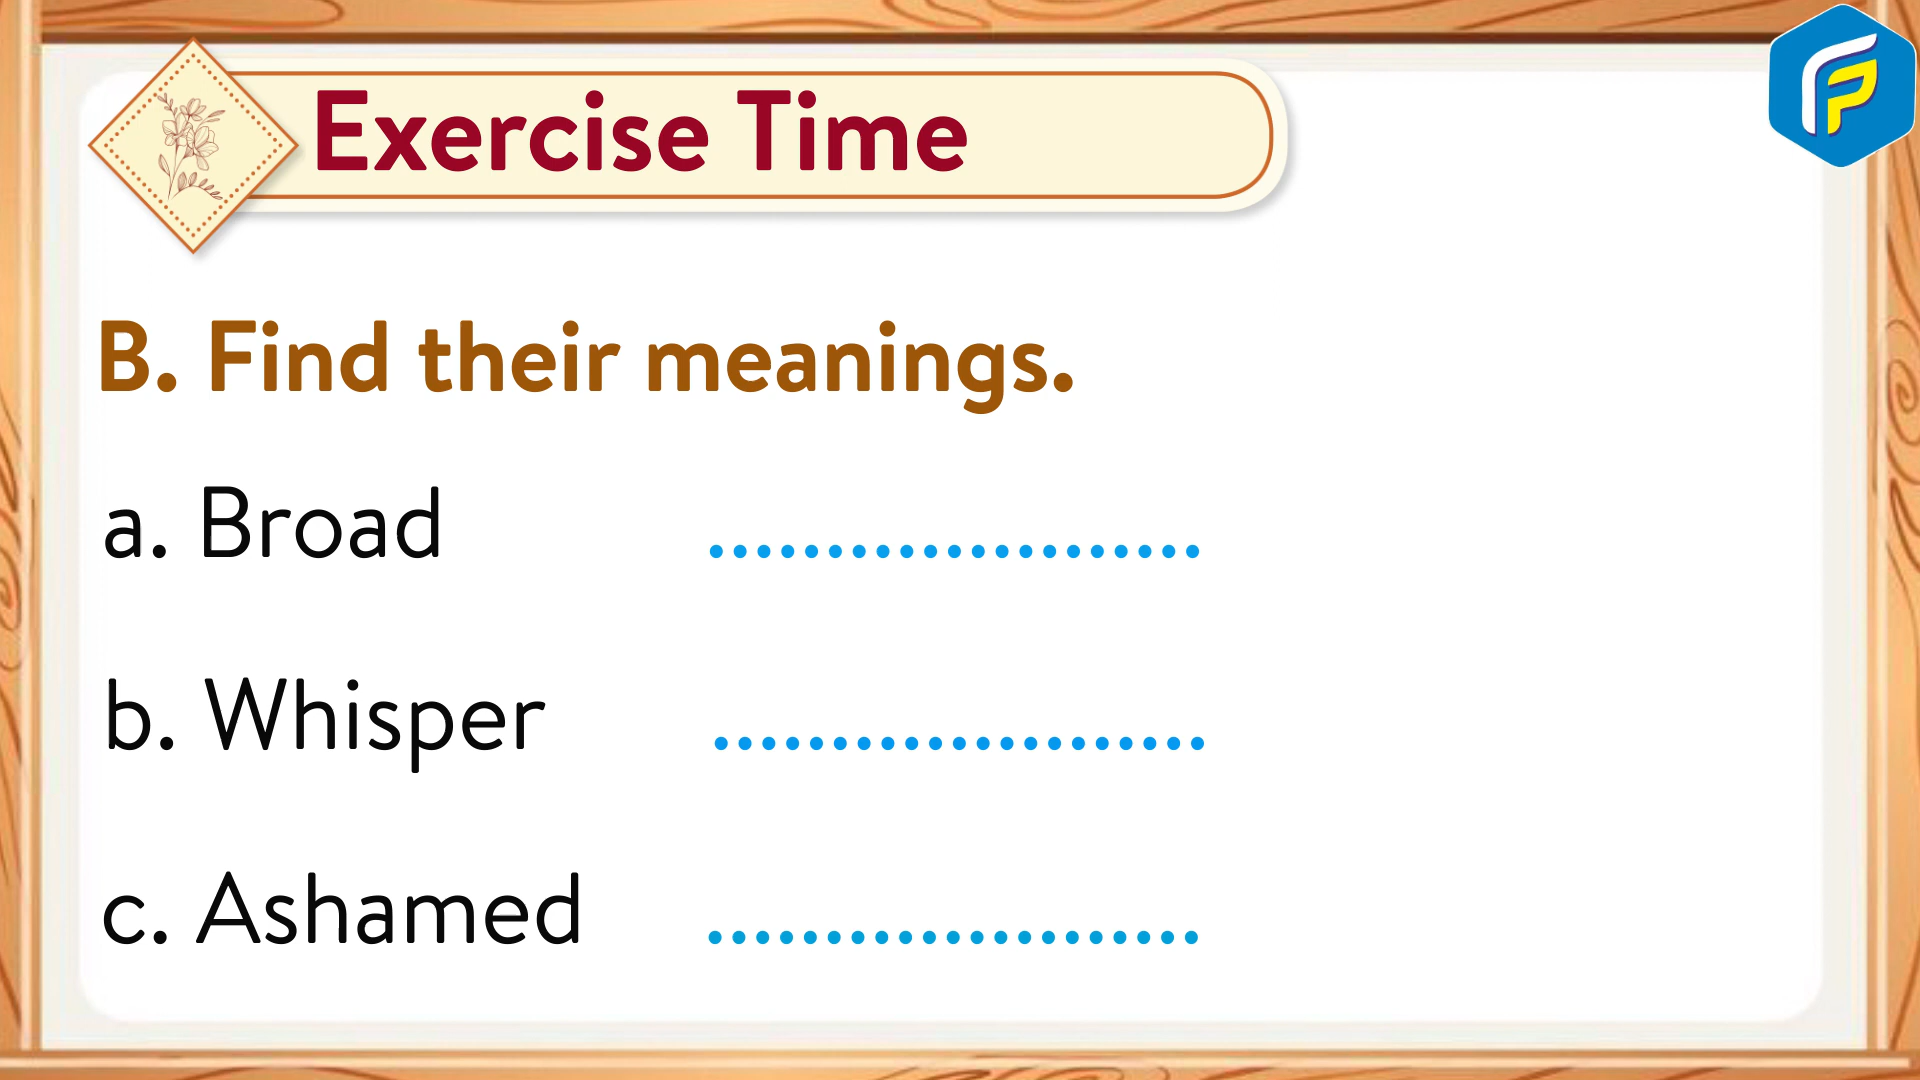 Exercise Time
B. Find their meanings.
a. Broad .....................
b. Whisper .....................
c. Ashamed .....................